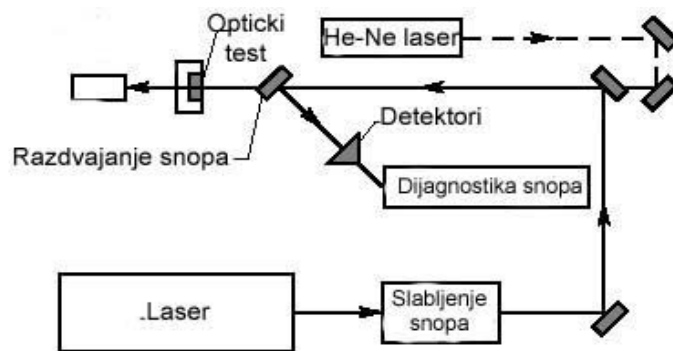 Opticki
test
He-Ne laser
Detektori
Razdvajanje snopa
Dijagnostika snopa
.Laser
Slabljenje
snopa